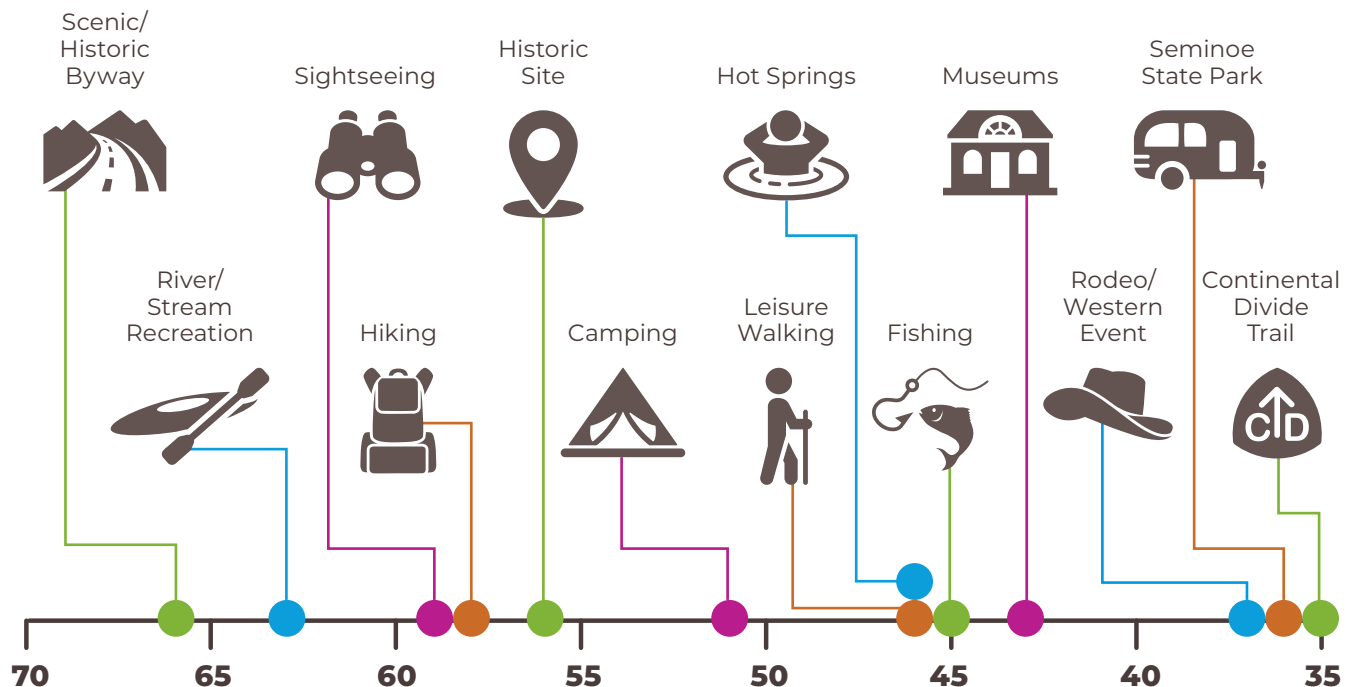 Scenic/
Historic
Byway
Sightseeing
Historic
Site
Hot Springs
Museums
Seminoe
State Park
River/
Stream
Recreation
Hiking
Camping
Leisure
Walking
Fishing
Rodeo/
Western
Event
Continental
Divide
Trail
CD
70 65 60 55 50 45 40 35